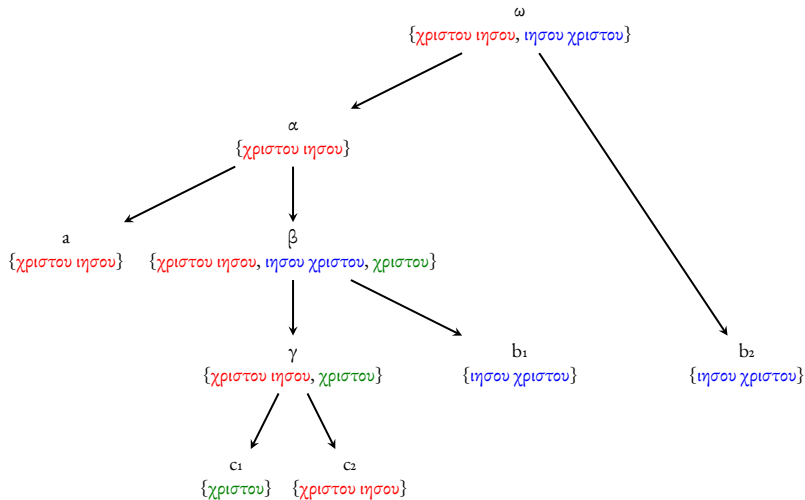 ω
{χριστου ιησου, ιησου χριστου}
α
{χριστου ιησου}
a
{χριστου ιησου}
β
{χριστου ιησου, ιησου χριστου, χριστου}
γ
{χριστου ιησου, χριστου}
b1
{ιησου χριστου}
b2
{ιησου χριστου}
c1
{χριστου}
c2
{χριστου ιησου}